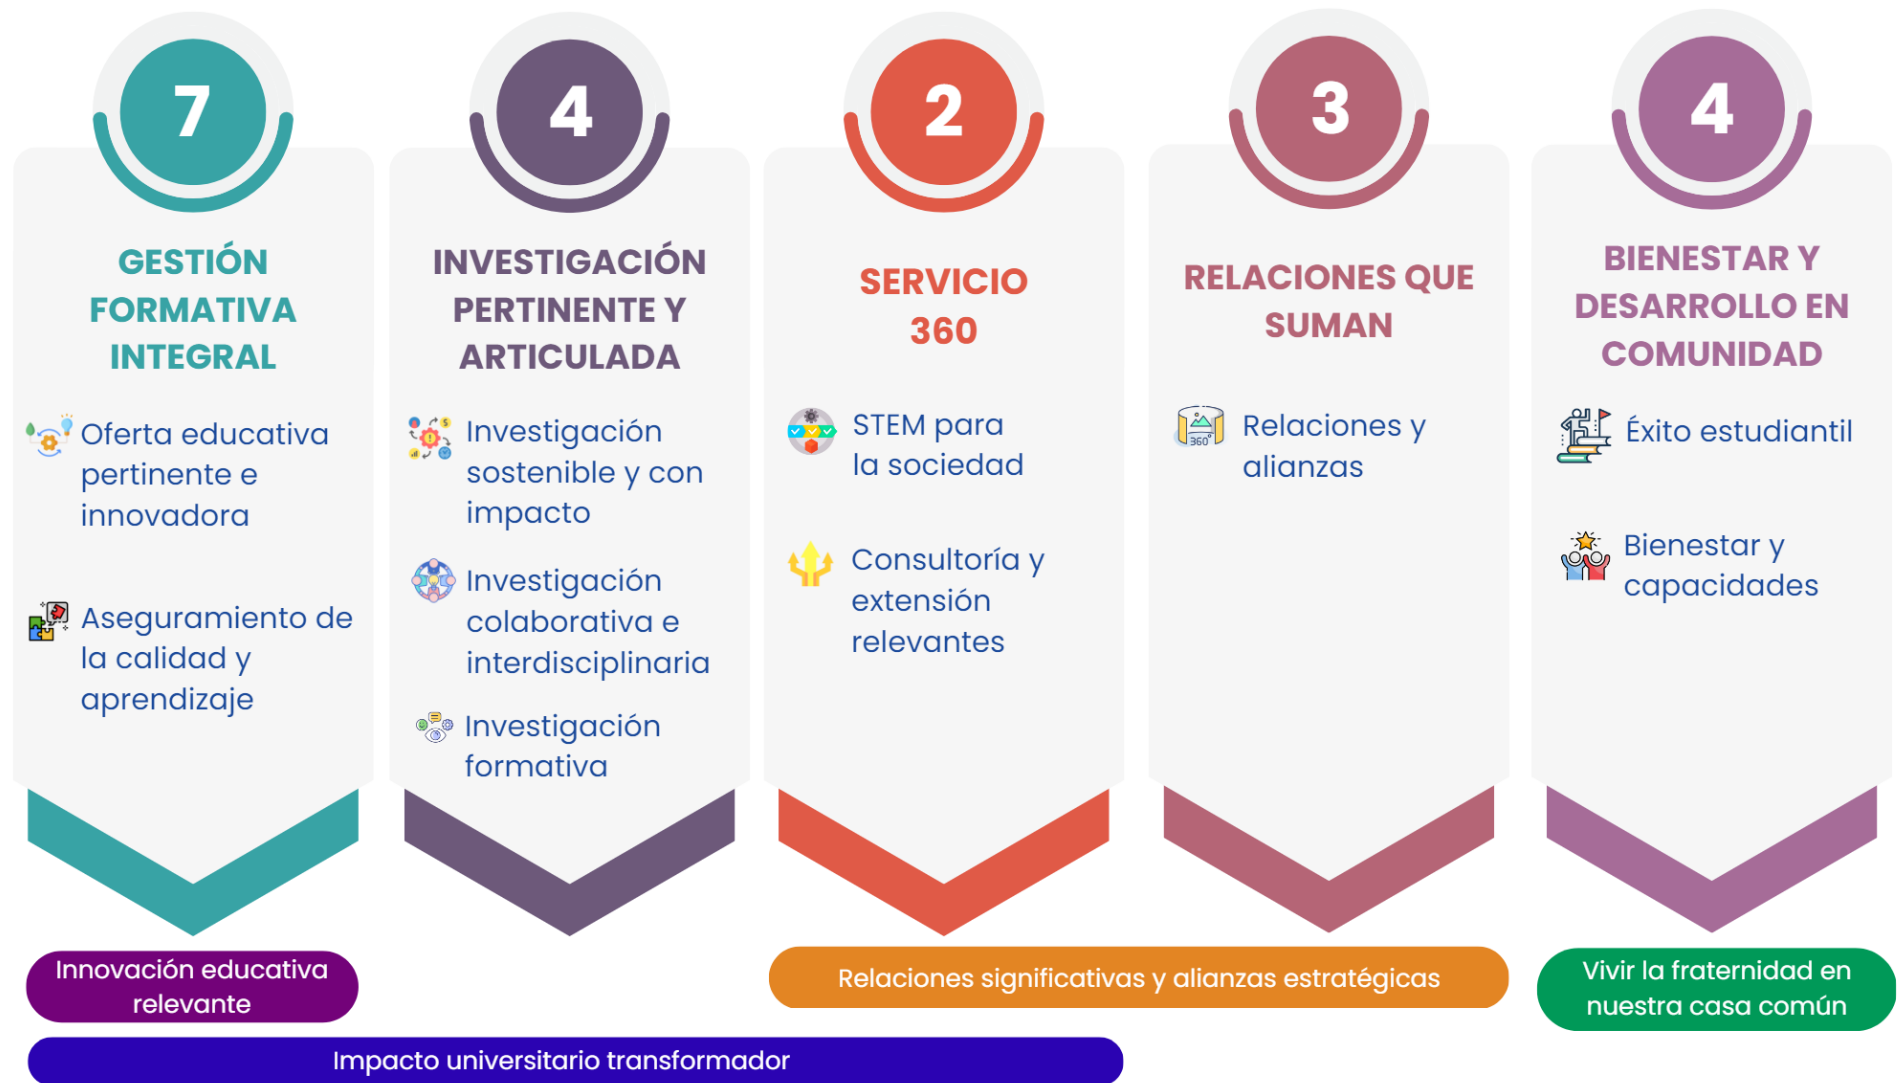 7
GESTIÓN
FORMATIVA
INTEGRAL
Oferta educativa
pertinente e
innovadora
Aseguramiento de
la calidad y
aprendizaje
4
INVESTIGACIÓN
PERTINENTE Y
ARTICULADA
Investigación
sostenible y con
impacto
Investigación
colaborativa e
interdisciplinaria
Investigación
formativa
2
SERVICIO
360
STEM para
la sociedad
Consultoría y
extensión
relevantes
3
RELACIONES QUE
SUMAN
360°
Relaciones y
alianzas
4
BIENESTAR Y
DESARROLLO EN
COMUNIDAD
Éxito estudiantil
Bienestar y
capacidades
Innovación educativa
relevante
Relaciones significativas y alianzas estratégicas
Vivir la fraternidad en
nuestra casa común
Impacto universitario transformador